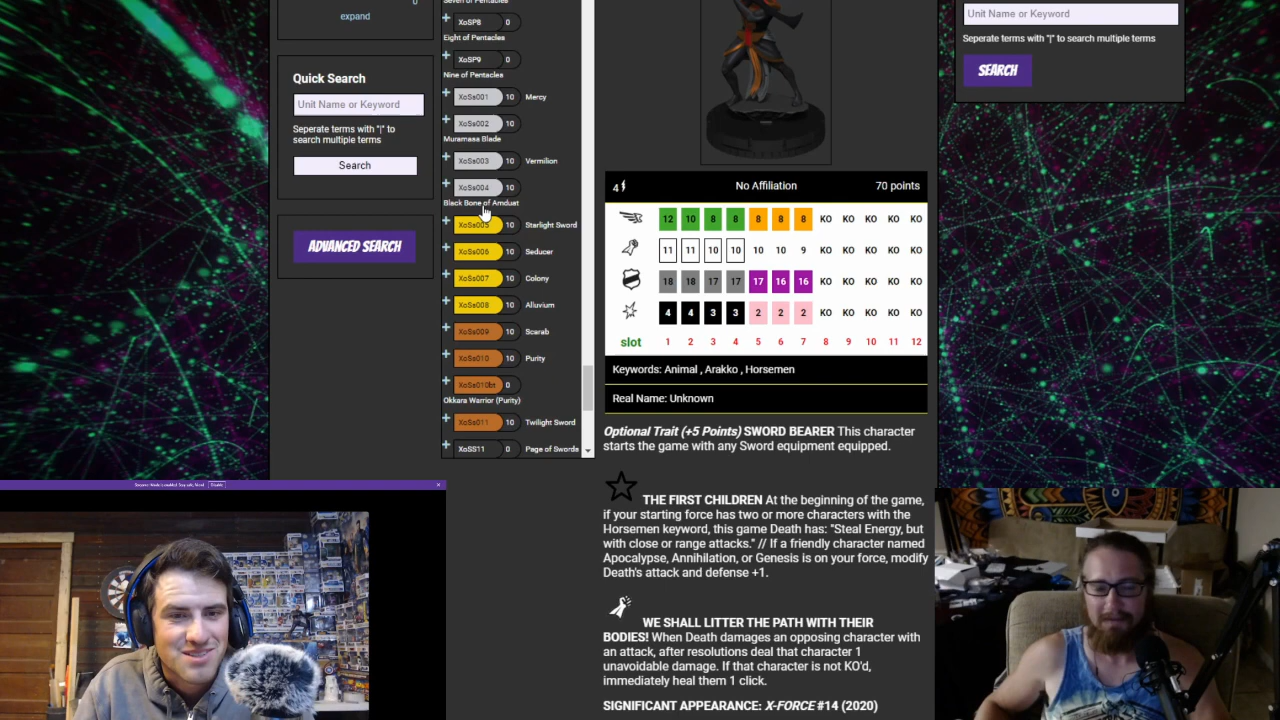 0
expand
Quick Search
Unit Name or Keyword
Seperate terms with "|" to
search multiple terms
Search
ADVANCED SEARCH
Seven of Pentacles
+ XoSP8 0
Eight of Pentacles
+ XoSP9 0
Nine of Pentacles
+ XoSs001 10 Mercy
+ XoSs002 10
Muramasa Blade
+ XoSs003 10 Vermilion
+ XoSs004 10
Black Bone of Amduat
+ XoSs005 10 Starlight Sword
+ XoSs006 10 Seducer
+ XoSs007 10 Colony
+ XoSs008 10 Alluvium
+ XoSs009 10 Scarab
+ XoSs010 10 Purity
+ XoSs010bt 0
Okkara Warrior (Purity)
+ XoSs011 10 Twilight Sword
XoSS11 0 Page of Swords
4 No Affiliation 70 points
12 10 8 8 8 8 8 KO KO KO KO KO
11 11 10 10 10 10 9 KO KO KO KO KO
18 18 17 17 17 16 16 KO KO KO KO KO
4 4 3 3 2 2 2 KO KO KO KO KO
slot 1 2 3 4 5 6 7 8 9 10 11 12
Keywords: Animal , Arakko , Horsemen
Real Name: Unknown
Optional Trait (+5 Points) SWORD BEARER This character
starts the game with any Sword equipment equipped.
THE FIRST CHILDREN At the beginning of the game,
if your starting force has two or more characters with the
Horsemen keyword, this game Death has: "Steal Energy, but
with close or range attacks." // If a friendly character named
Apocalypse, Annihilation, or Genesis is on your force, modify
Death's attack and defense +1.
WE SHALL LITTER THE PATH WITH THEIR
BODIES! When Death damages an opposing character with
an attack, after resolutions deal that character 1
unavoidable damage. If that character is not KO'd,
immediately heal them 1 click.
SIGNIFICANT APPEARANCE: X-FORCE #14 (2020)
Unit Name or Keyword
Seperate terms with "|" to search multiple terms
SEARCH